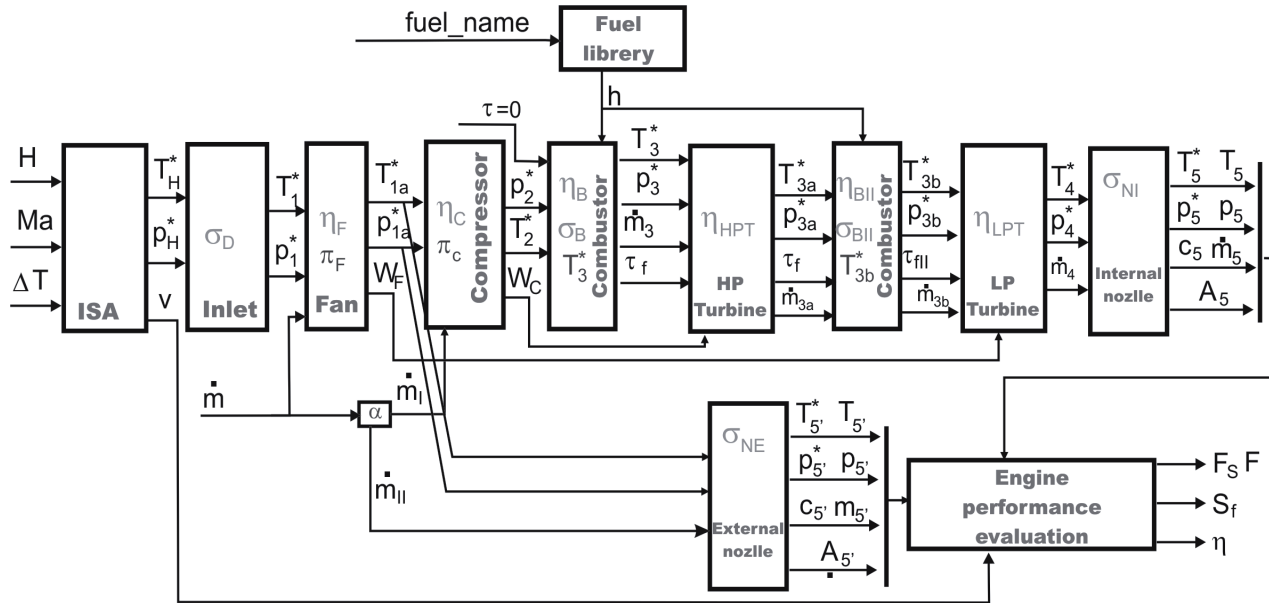 fuel_name
Fuel
librery
h
τ=0
H
Ma
ΔT
ISA
T*H
p*H
v
σD
Inlet
T*1
p*1
ηF
πF
Fan
T*1a
p*1a
WF
ηC
πc
Compressor
p*2
T*2
WC
ηB
σB
T*3
Combustor
T*3
p*3
ṁ3
τf
ηHPT
HP
Turbine
T*3a
p*3a
τf
ṁ3a
ηBII
σBII
T*3b
Combustor
T*3b
p*3b
τfII
ṁ3b
ηLPT
LP
Turbine
T*4
p*4
ṁ4
σNI
Internal
nozlle
T*5 T5
p*5 p5
c5 ṁ5
A5
ṁ
α
ṁI
ṁII
σNE
External
nozlle
T*5' T5'
p*5' p5'
c5' m5'
Ȧ5'
Engine
performance
evaluation
FS F
Sf
η